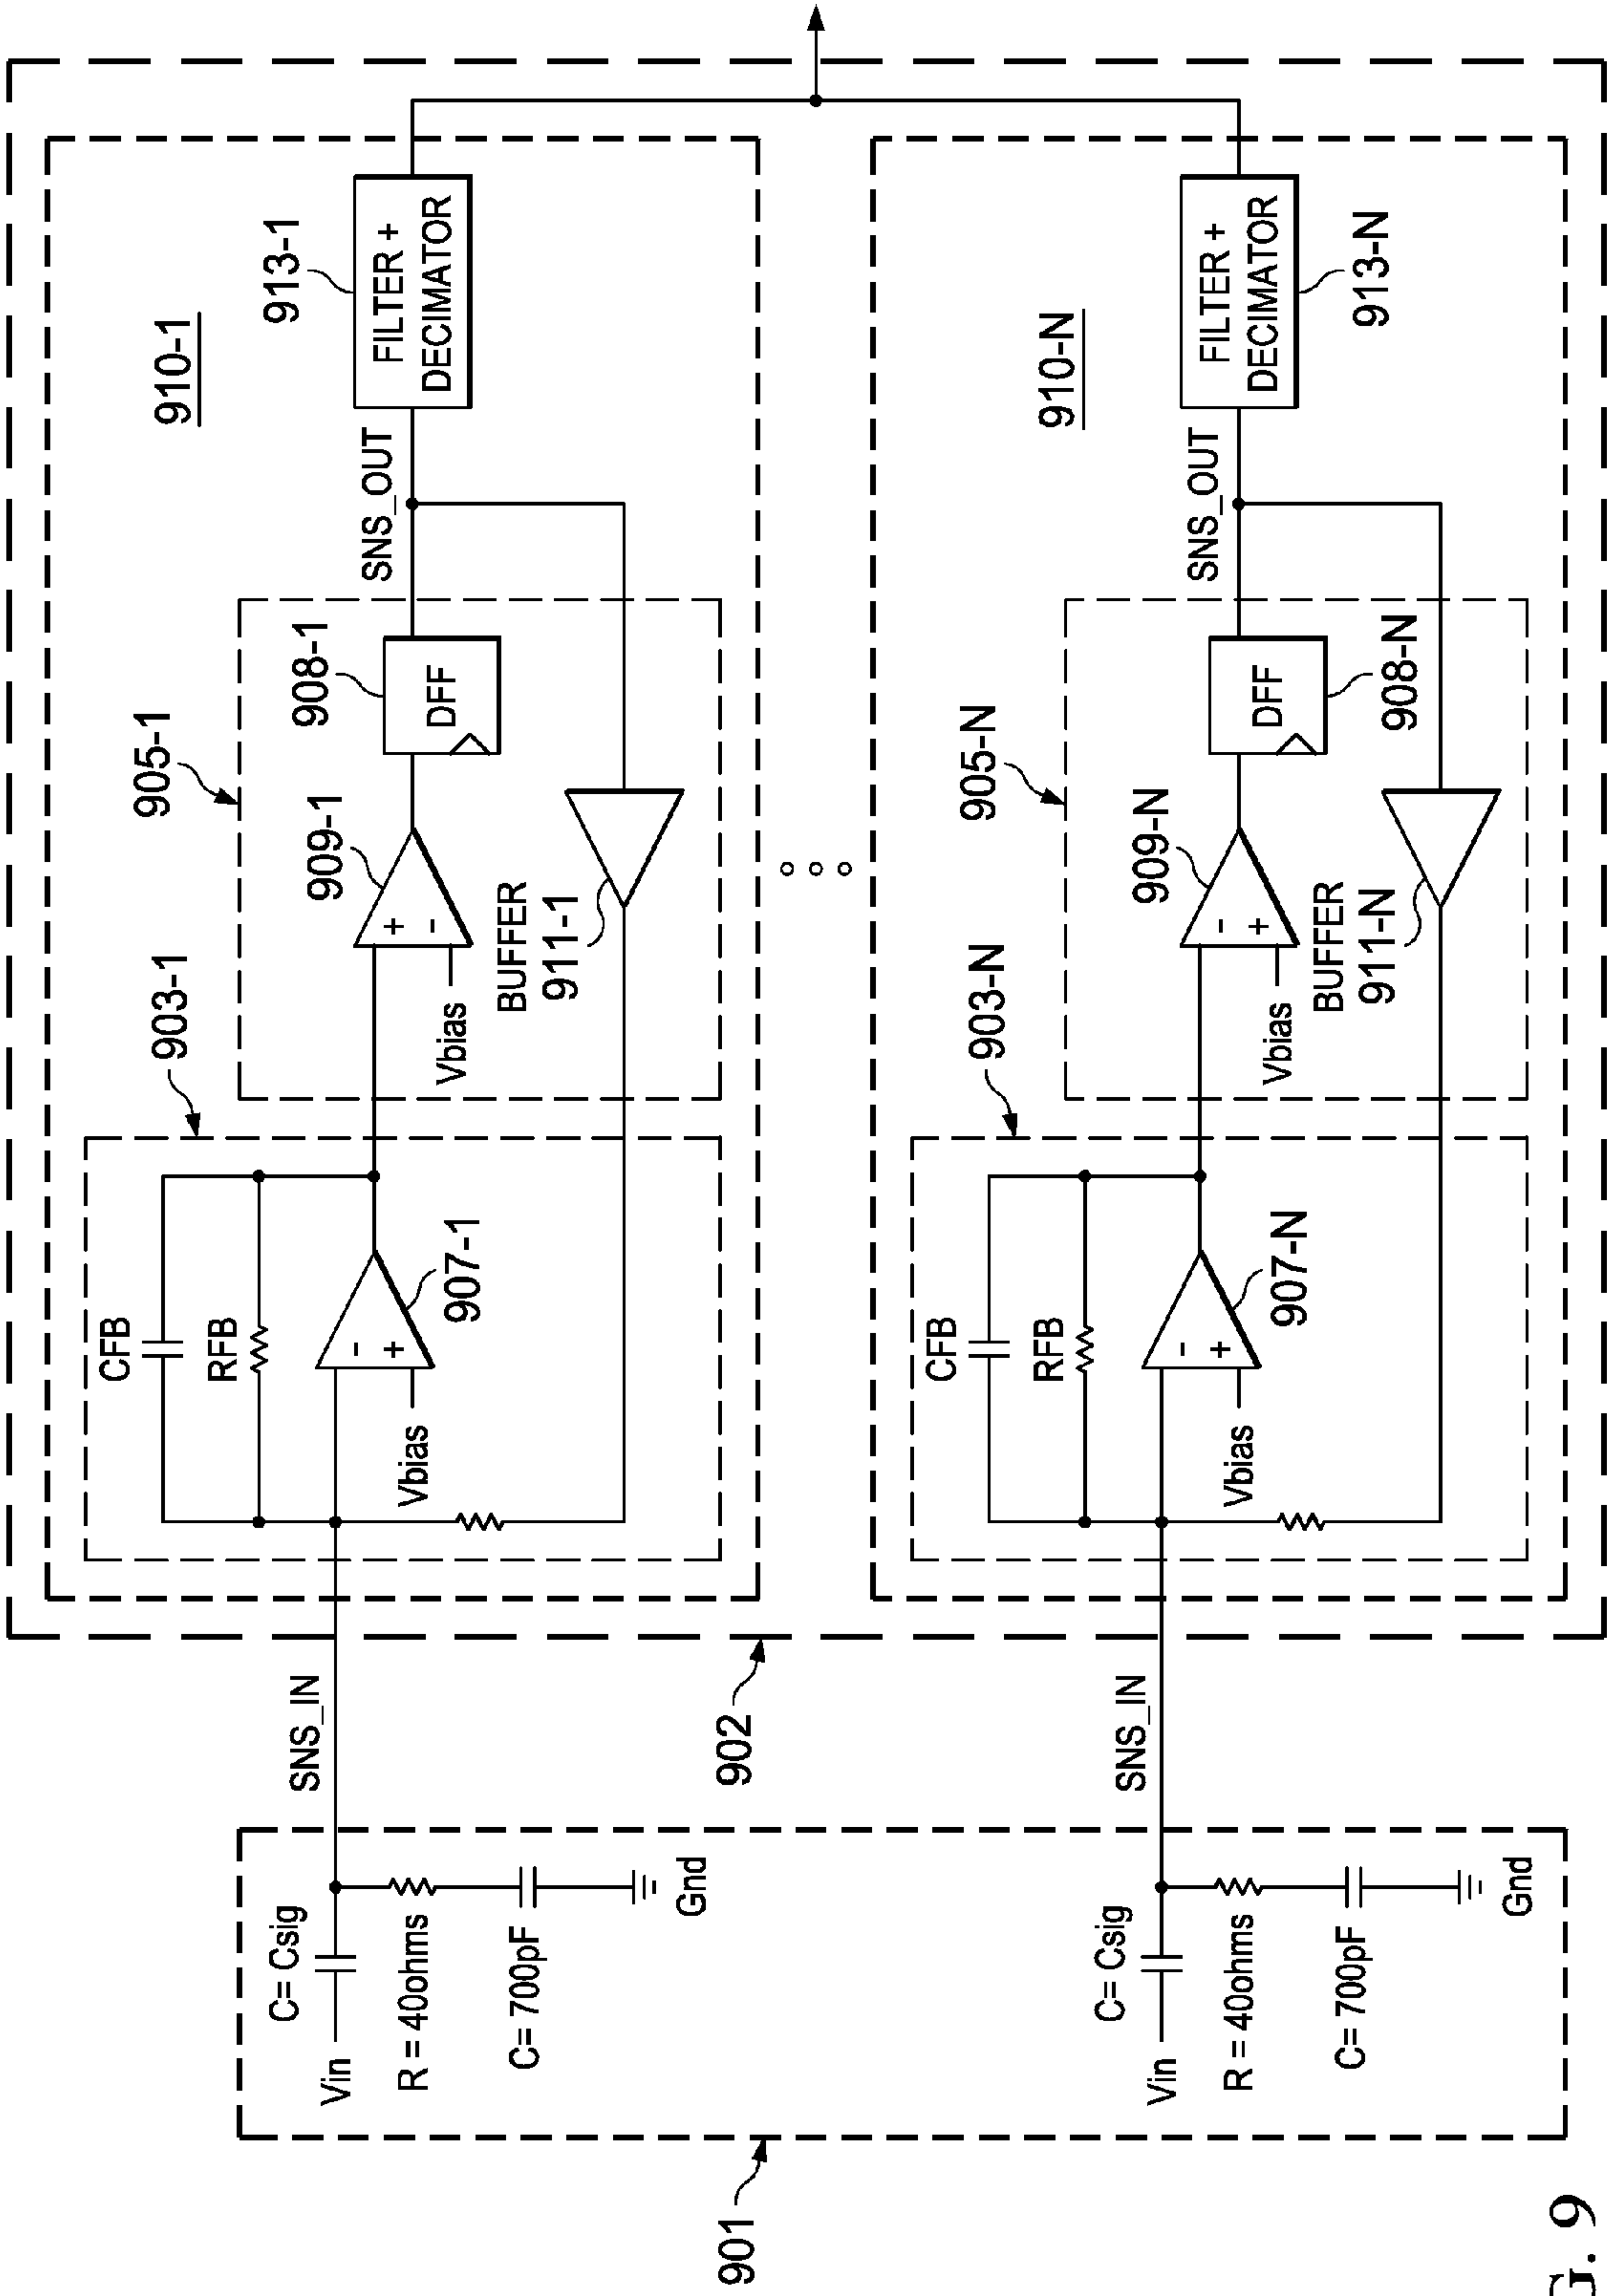 901
Vin
C= Csig
R = 40ohms
C= 700pF
Gnd
SNS_IN
902
910-1
903-1
CFB
RFB
-
+
Vbias
907-1
905-1
909-1
+
-
Vbias
908-1
DFF
BUFFER
911-1
SNS_OUT
913-1
FILTER +
DECIMATOR
Vin
C= Csig
R = 40ohms
C= 700pF
Gnd
SNS_IN
910-N
903-N
CFB
RFB
-
+
Vbias
907-N
905-N
909-N
-
+
Vbias
908-N
DFF
BUFFER
911-N
SNS_OUT
913-N
FILTER +
DECIMATOR
G. 9